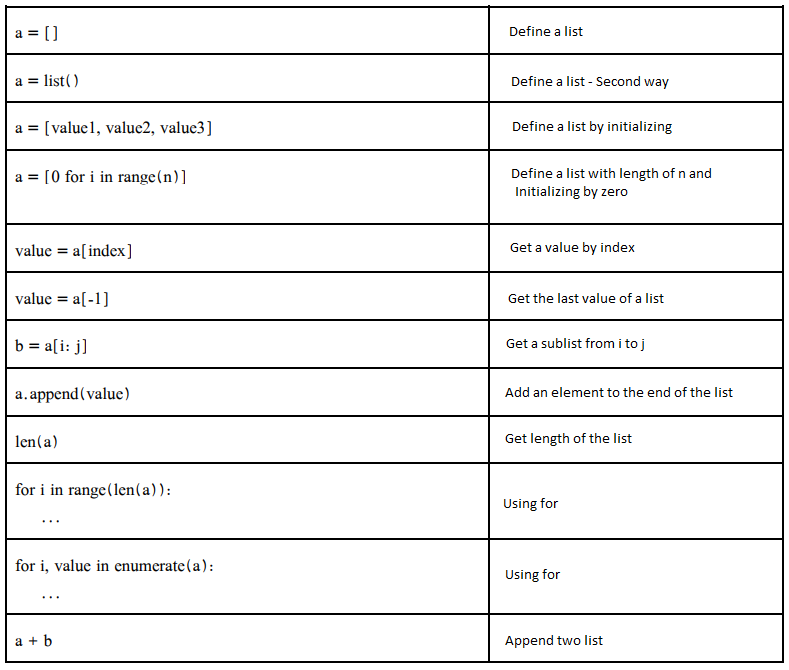 a = [] Define a list
a = list() Define a list - Second way
a = [value1, value2, value3] Define a list by initializing
a = [0 for i in range(n)] Define a list with length of n and
Initializing by zero
value = a[index] Get a value by index
value = a[-1] Get the last value of a list
b = a[i: j] Get a sublist from i to j
a.append(value) Add an element to the end of the list
len(a) Get length of the list
for i in range(len(a)):
... Using for
for i, value in enumerate(a):
... Using for
a + b Append two list